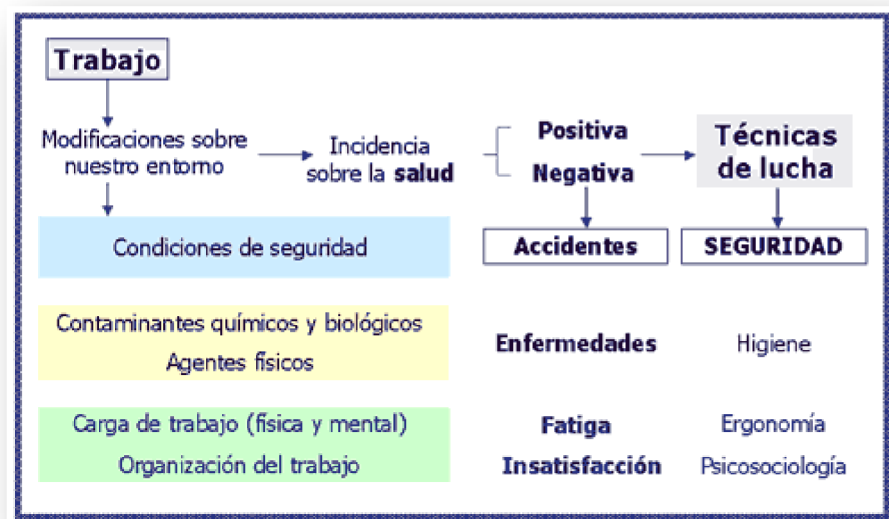 Trabajo
Modificaciones sobre
nuestro entorno
Incidencia
sobre la salud
Positiva
Negativa
Técnicas
de lucha
Condiciones de seguridad
Accidentes
SEGURIDAD
Contaminantes químicos y biológicos
Agentes físicos
Enfermedades
Higiene
Carga de trabajo (física y mental)
Organización del trabajo
Fatiga
Insatisfacción
Ergonomía
Psicosociología